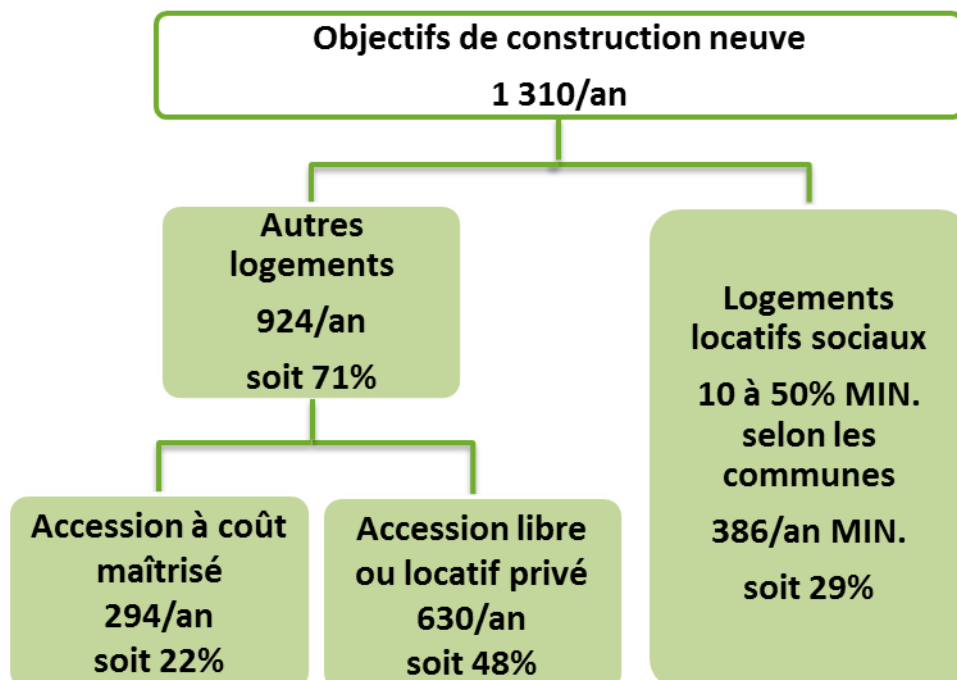 Objectifs de construction neuve
1 310/an
Autres
logements
924/an
soit 71%
Logements
locatifs sociaux
10 à 50% MIN.
selon les
communes
386/an MIN.
soit 29%
Accession à coût
maîtrisé
294/an
soit 22%
Accession libre
ou locatif privé
630/an
soit 48%